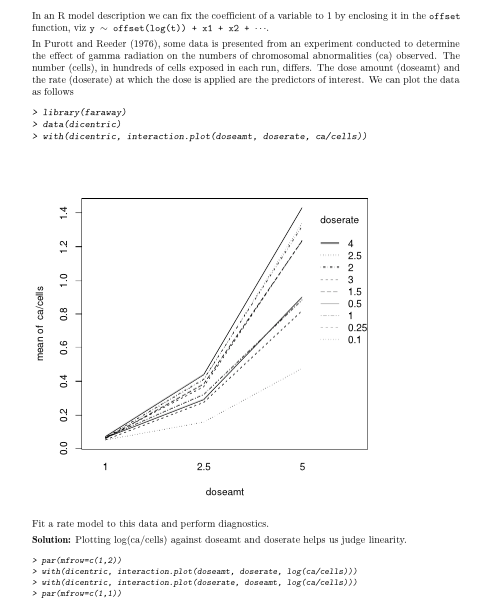 In an R model description we can fix the coefficient of a variable to 1 by enclosing it in the offset
function, viz y ∼ offset(log(t)) + x1 + x2 + ···.
In Purott and Reeder (1976), some data is presented from an experiment conducted to determine
the effect of gamma radiation on the numbers of chromosomal abnormalities (ca) observed. The
number (cells), in hundreds of cells exposed in each run, differs. The dose amount (doseamt) and
the rate (doserate) at which the dose is applied are the predictors of interest. We can plot the data
as follows
> library(faraway)
> data(dicentric)
> with(dicentric, interaction.plot(doseamt, doserate, ca/cells))
mean of ca/cells
1.4
1.2
1.0
0.8
0.6
0.4
0.2
0.0
doserate
4
2.5
2
3
1.5
0.5
1
0.25
0.1
1 2.5 5
doseamt
Fit a rate model to this data and perform diagnostics.
Solution: Plotting log(ca/cells) against doseamt and doserate helps us judge linearity.
> par(mfrow=c(1,2))
> with(dicentric, interaction.plot(doseamt, doserate, log(ca/cells)))
> with(dicentric, interaction.plot(doserate, doseamt, log(ca/cells)))
> par(mfrow=c(1,1))